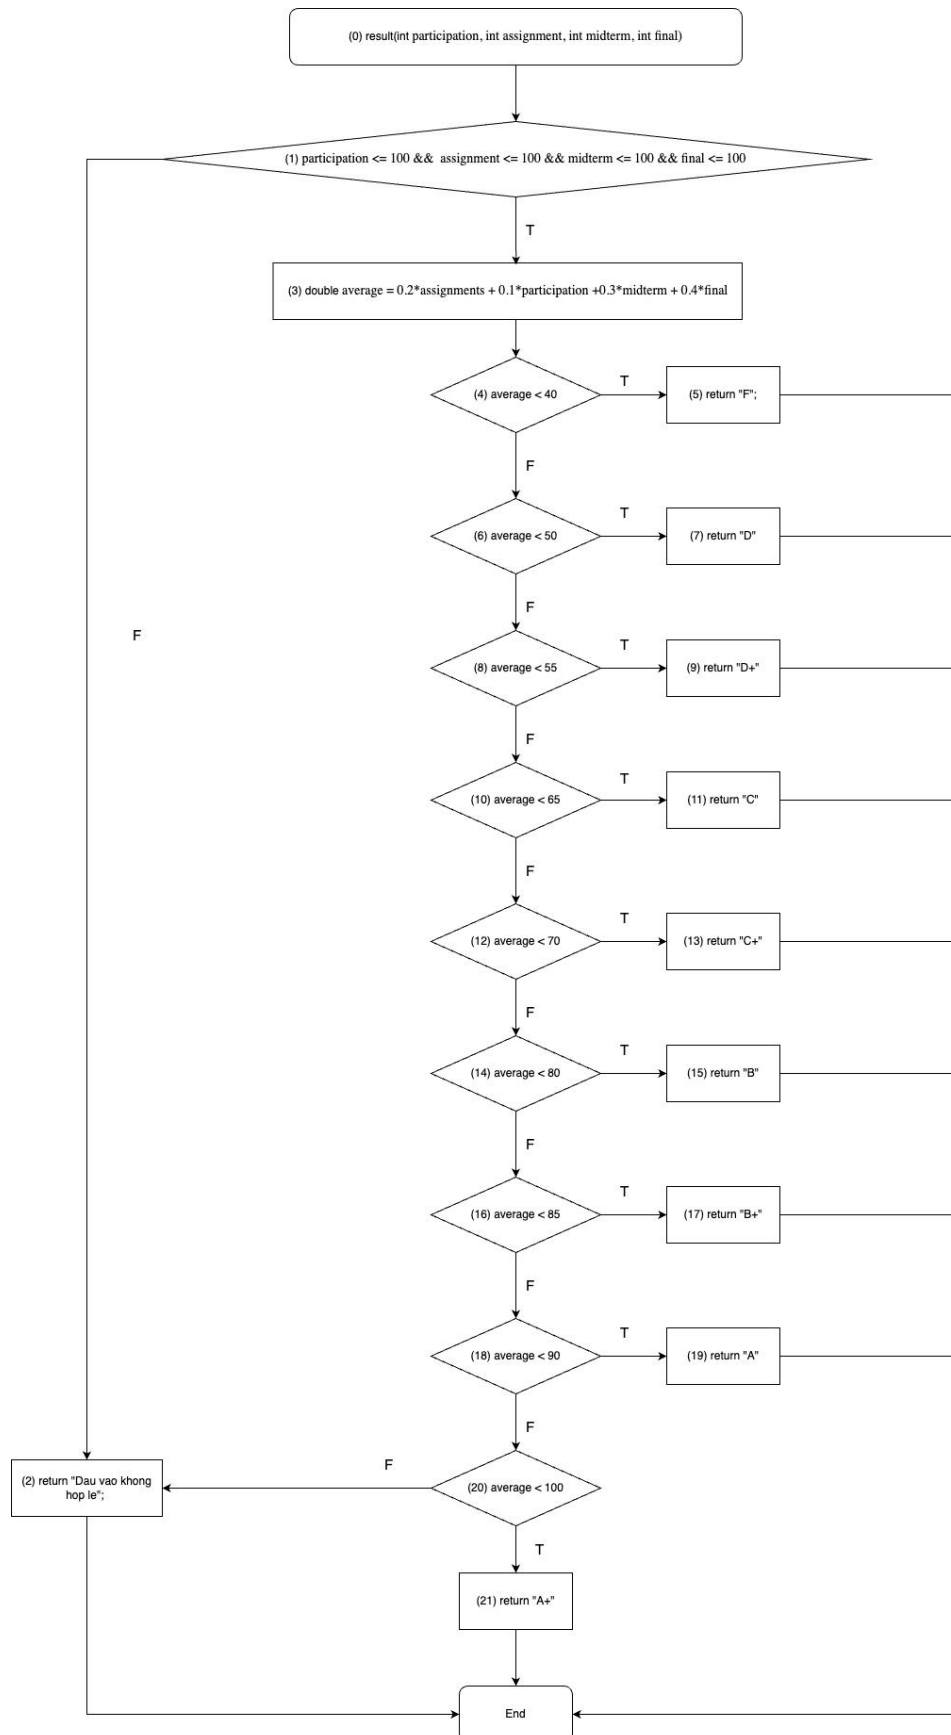 (0) result(int participation, int assignment, int midterm, int final)
(1) participation <= 100 && assignment <= 100 && midterm <= 100 && final <= 100
T
(3) double average = 0.2*assignments + 0.1*participation +0.3*midterm + 0.4*final
(4) average < 40
T
(5) return "F";
F
(6) average < 50
T
(7) return "D"
F
F
(8) average < 55
T
(9) return "D+"
F
(10) average < 65
T
(11) return "C"
F
(12) average < 70
T
(13) return "C+"
F
(14) average < 80
T
(15) return "B"
F
(16) average < 85
T
(17) return "B+"
F
(18) average < 90
T
(19) return "A"
F
(2) return "Dau vao khong
hop le";
F
(20) average < 100
T
(21) return "A+"
End